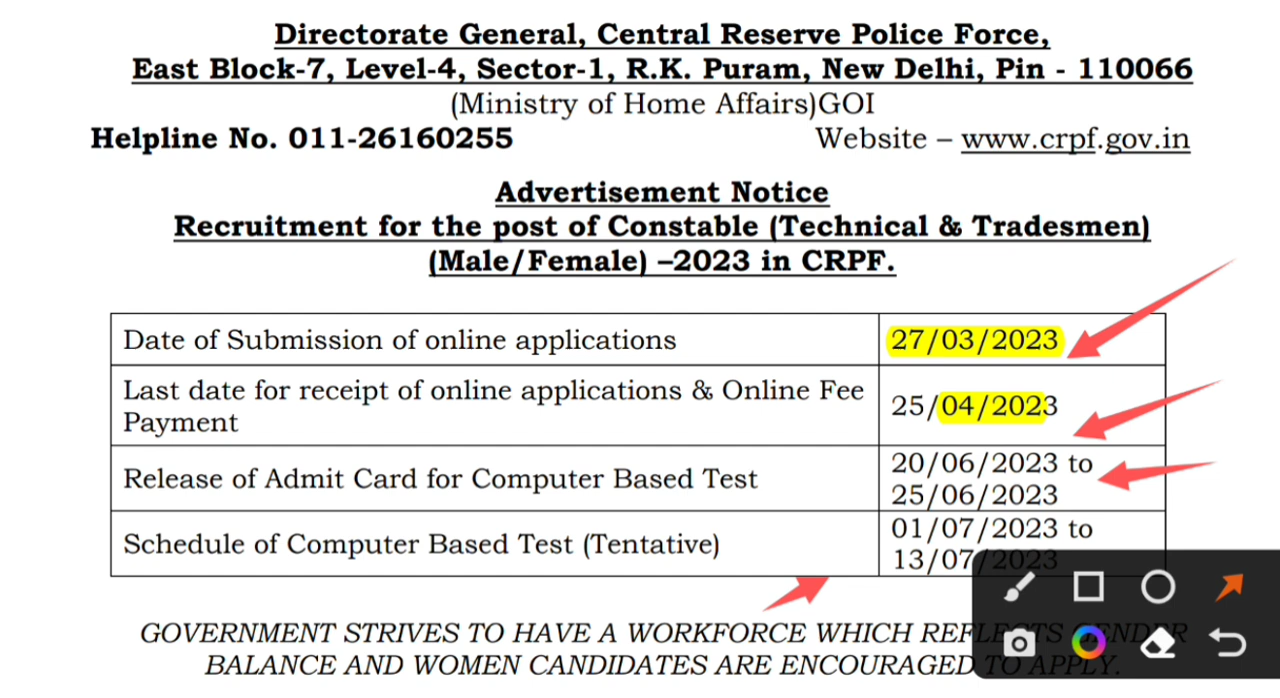 Directorate General, Central Reserve Police Force,
East Block-7, Level-4, Sector-1, R.K. Puram, New Delhi, Pin - 110066
(Ministry of Home Affairs)GOI
Helpline No. 011-26160255 Website – www.crpf.gov.in
Advertisement Notice
Recruitment for the post of Constable (Technical & Tradesmen)
(Male/Female) –2023 in CRPF.
Date of Submission of online applications 27/03/2023
Last date for receipt of online applications & Online Fee
Payment 25/04/2023
Release of Admit Card for Computer Based Test 20/06/2023 to
25/06/2023
Schedule of Computer Based Test (Tentative) 01/07/2023 to
13/07/2023
GOVERNMENT STRIVES TO HAVE A WORKFORCE WHICH REFLECTS GENDER
BALANCE AND WOMEN CANDIDATES ARE ENCOURAGED TO APPLY.